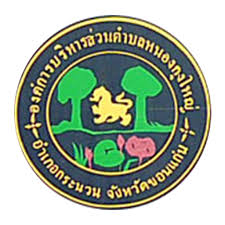 องค์การบริหารส่วนตำบลหนองกุงใหญ่
อำเภอกระนวน จังหวัดขอนแก่น